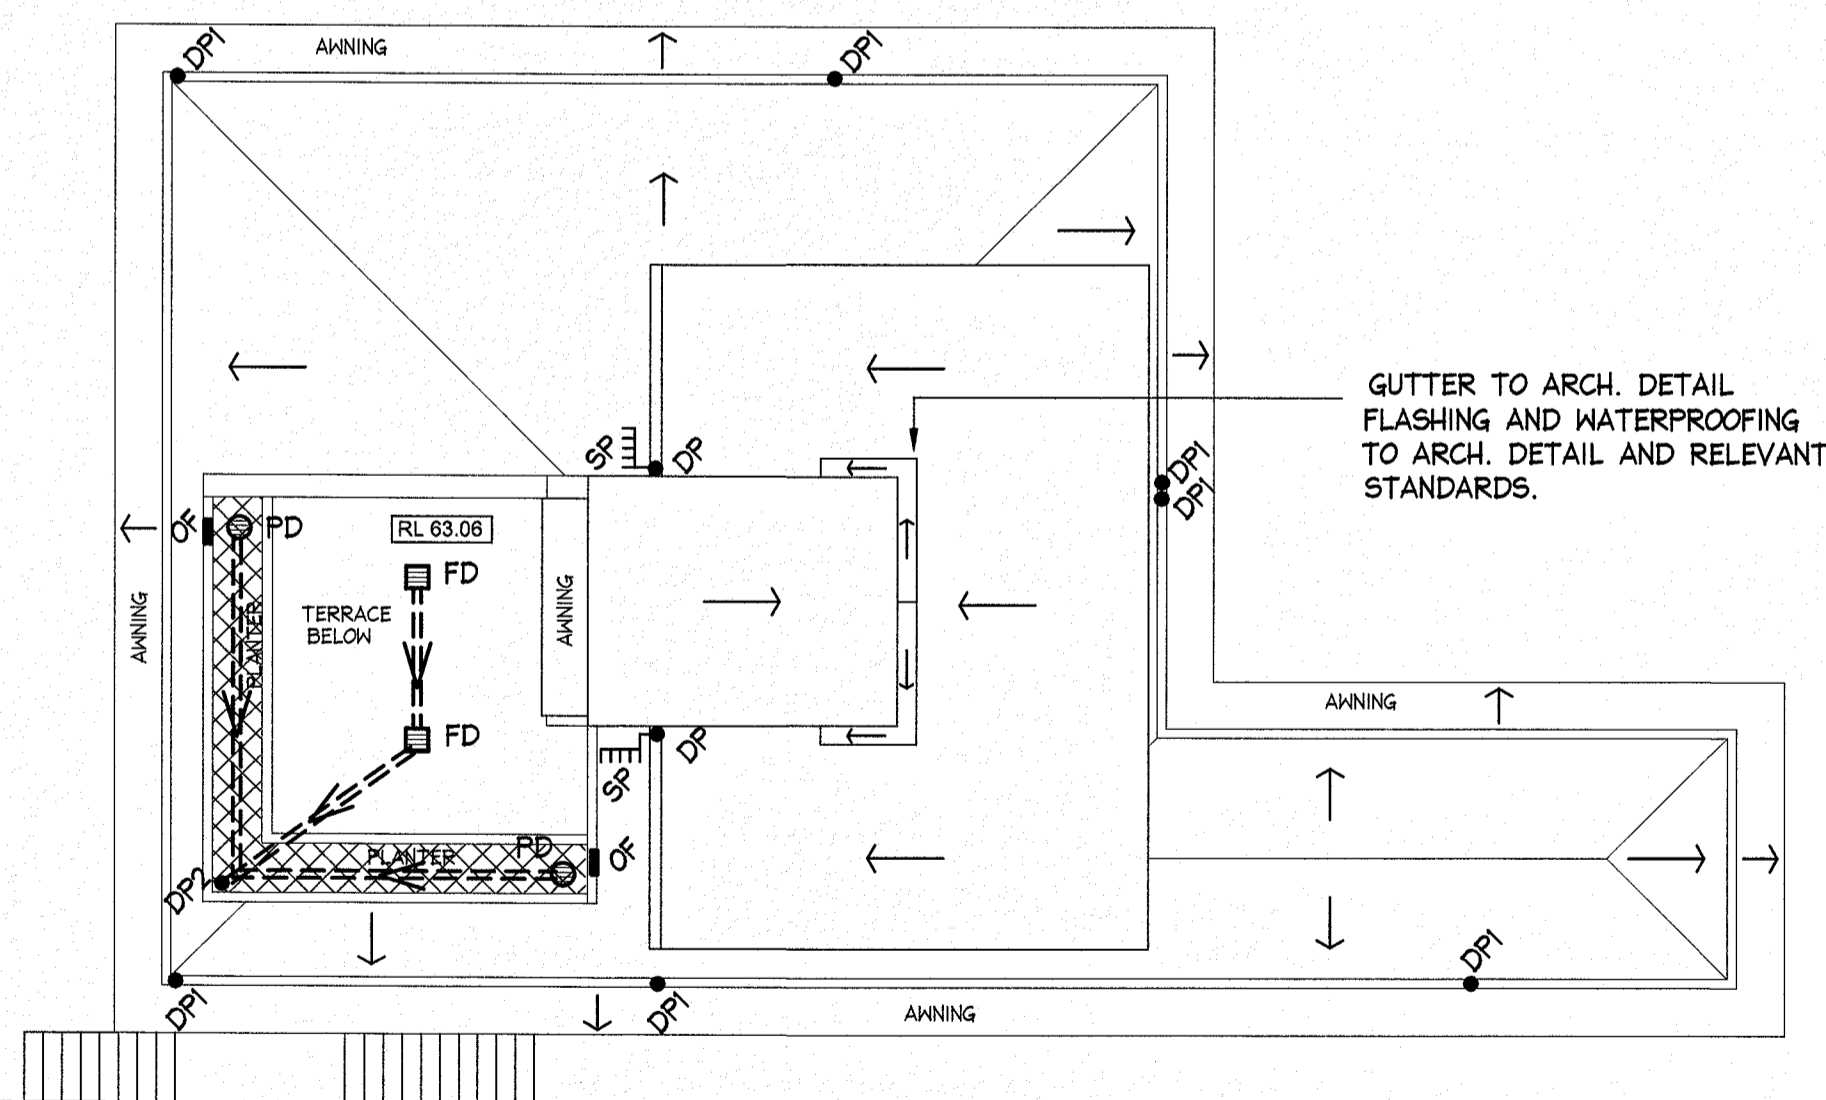 DP1
AWNING
DP1
GUTTER TO ARCH. DETAIL
FLASHING AND WATERPROOFING
TO ARCH. DETAIL AND RELEVANT
STANDARDS.
SP
DP
DP1
DP1
OF
PD
RL 63.06
FD
TERRACE
BELOW
AWNING
PLANTER
AWNING
AWNING
FD
DP
SP
PLANTER
PD
OF
DP2
DP1
DP1
DP1
AWNING